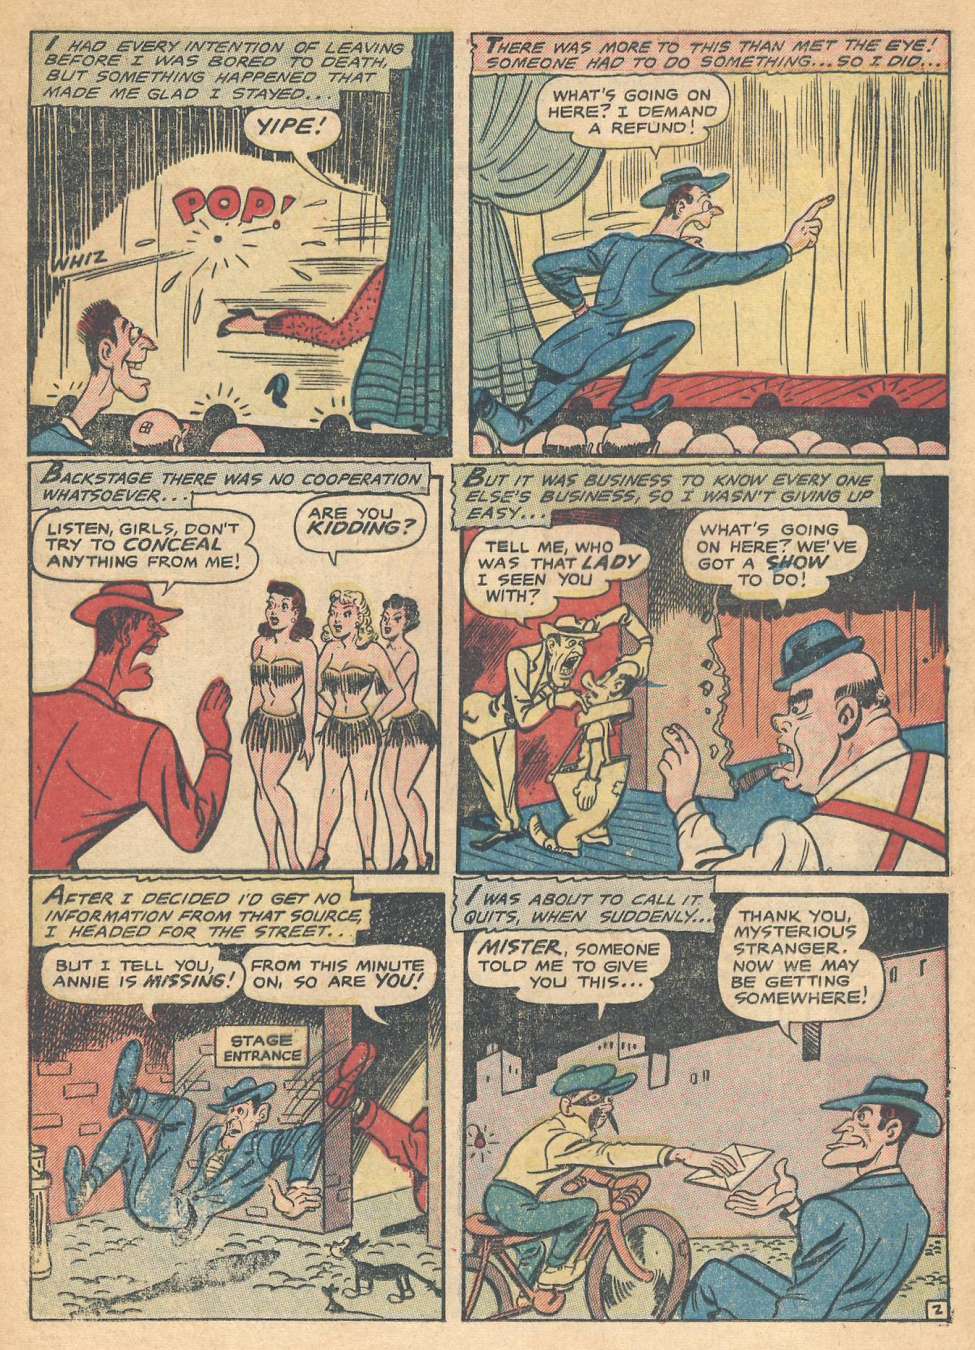 I HAD EVERY INTENTION OF LEAVING
BEFORE I WAS BORED TO DEATH,
BUT SOMETHING HAPPENED THAT
MADE ME GLAD I STAYED...
YIPE!
POP!
WHIZ
THERE WAS MORE TO THIS THAN MET THE EYE!
SOMEONE HAD TO DO SOMETHING... SO I DID...
WHAT'S GOING ON
HERE? I DEMAND
A REFUND!
BACKSTAGE THERE WAS NO COOPERATION
WHATSOEVER...
LISTEN, GIRLS, DON'T
TRY TO CONCEAL
ANYTHING FROM ME!
ARE YOU
KIDDING?
BUT IT WAS BUSINESS TO KNOW EVERY ONE
ELSE'S BUSINESS, SO I WASN'T GIVING UP
EASY...
TELL ME, WHO
WAS THAT LADY
I SEEN YOU
WITH?
WHAT'S GOING
ON HERE? WE'VE
GOT A SHOW
TO DO!
AFTER I DECIDED I'D GET NO
INFORMATION FROM THAT SOURCE,
I HEADED FOR THE STREET...
BUT I TELL YOU,
ANNIE IS MISSING!
FROM THIS MINUTE
ON, SO ARE YOU!
STAGE
ENTRANCE
I WAS ABOUT TO CALL IT
QUITS, WHEN SUDDENLY...
MISTER, SOMEONE
TOLD ME TO GIVE
YOU THIS...
THANK YOU,
MYSTERIOUS
STRANGER.
NOW WE MAY
BE GETTING
SOMEWHERE!
2